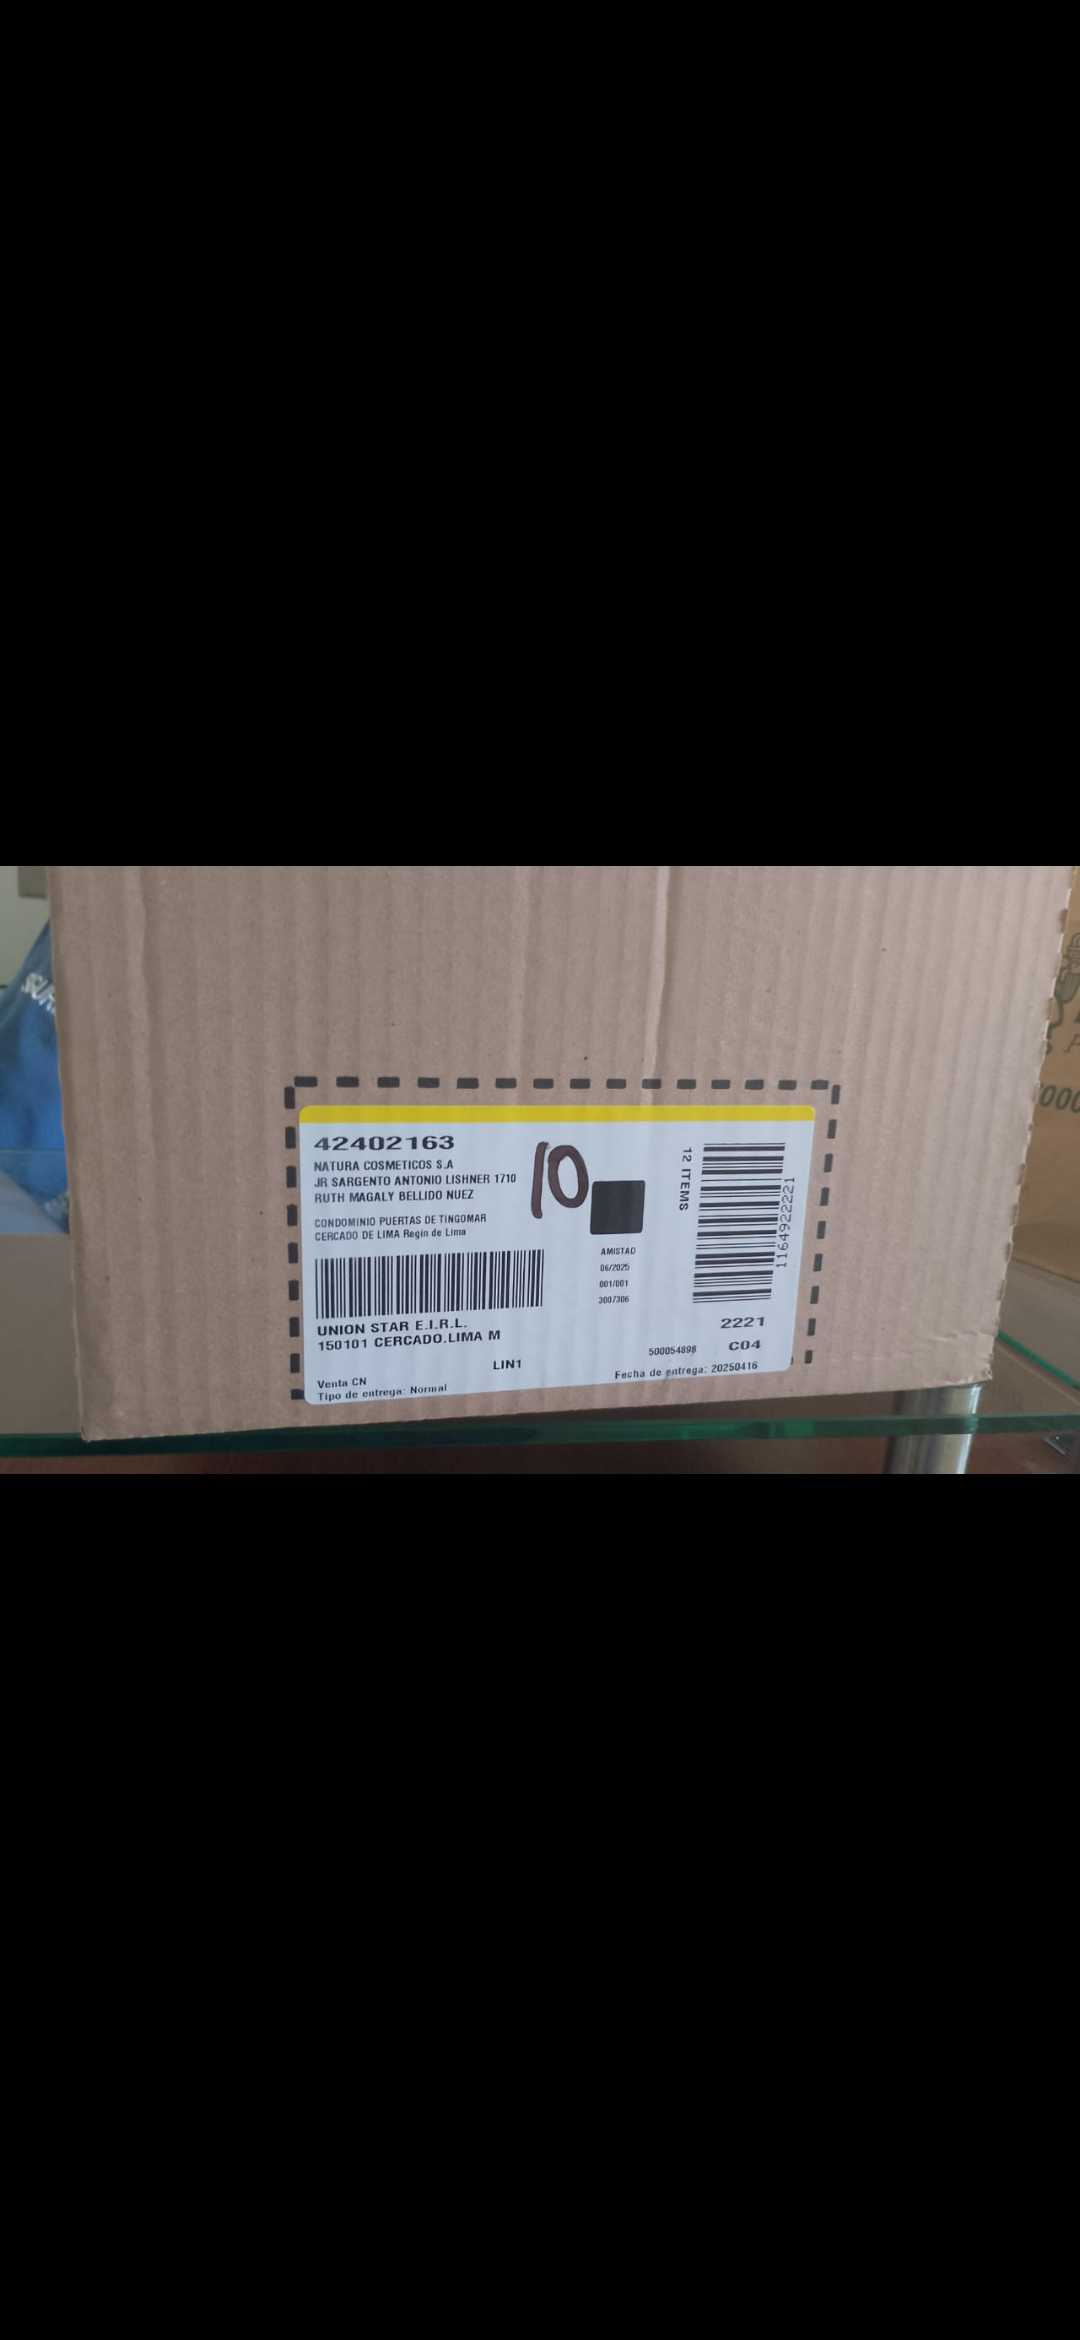 42402163
NATURA COSMETICOS S.A
JR SARGENTO ANTONIO LISHNER 1710
RUTH MAGALY BELLIDO NUEZ
CONDOMINIO PUERTAS DE TINGOMAR
CERCADO DE LIMA Regin de Lima
10
AMISTAD
06/2025
001/001
3007306
12 ITEMS
1164922221
UNION STAR E.I.R.L.
150101 CERCADO.LIMA M
LIN1
2221
500054898 C04
Venta CN
Tipo de entrega: Normal
Fecha de entrega: 20250416